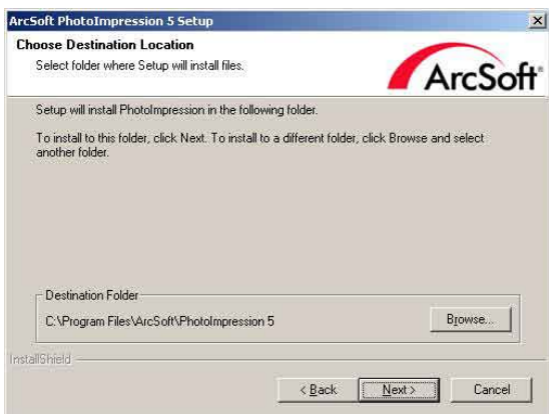 ArcSoft PhotoImpression 5 Setup
Choose Destination Location
Select folder where Setup will install files.
ArcSoft
Setup will install PhotoImpression in the following folder.
To install to this folder, click Next. To install to a different folder, click Browse and select
another folder.
Destination Folder
C:\Program Files\ArcSoft\PhotoImpression 5
Browse...
InstallShield
< Back
Next >
Cancel